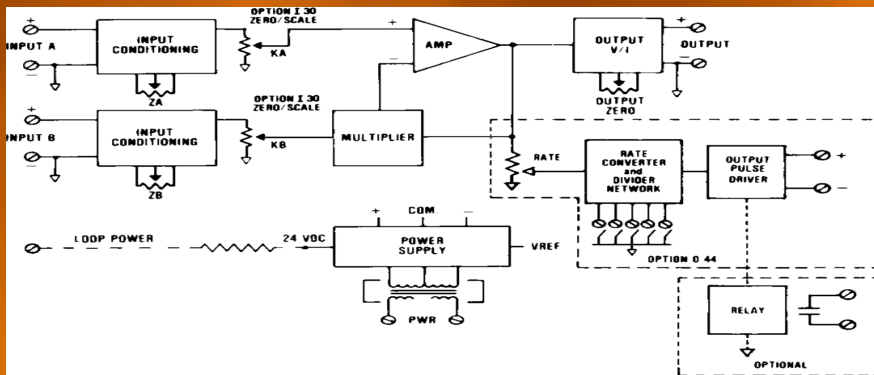 OPTION I 30
ZERO/SCALE
+
INPUT A
−
INPUT
CONDITIONING
ZA
KA
+
−
AMP
OUTPUT
V/I
+
OUTPUT
−
OUTPUT
ZERO
OPTION I 30
ZERO/SCALE
+
INPUT B
−
INPUT
CONDITIONING
ZB
KB
MULTIPLIER
RATE
RATE
CONVERTER
and
DIVIDER
NETWORK
OUTPUT
PULSE
DRIVER
+
−
OPTION O 44
LOOP POWER
24 VDC
+ COM. −
POWER
SUPPLY
VREF
PWR
RELAY
OPTIONAL